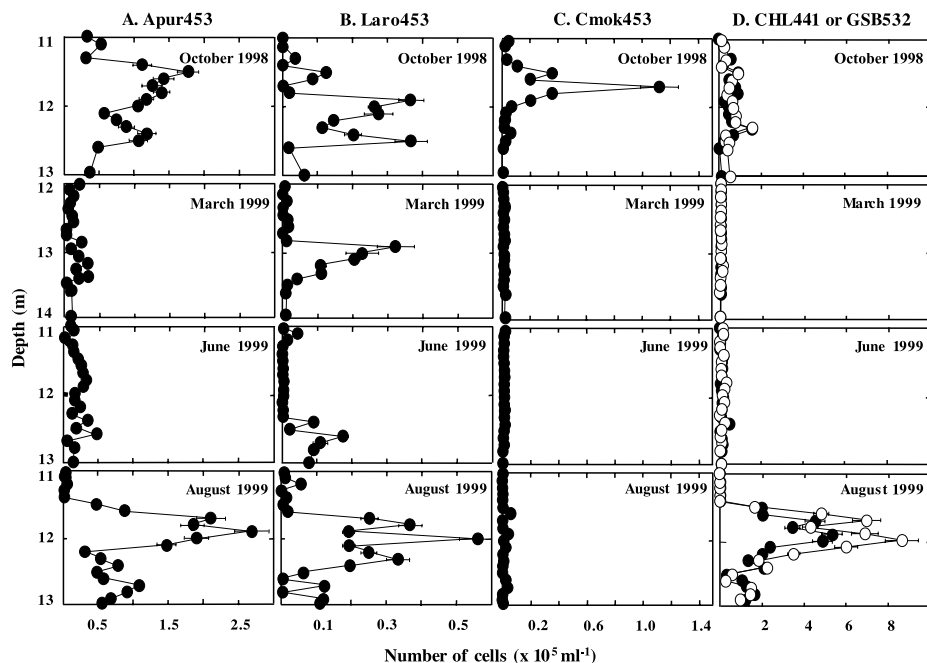 A. Apur453 B. Laro453 C. Cmok453 D. CHL441 or GSB532
11 October 1998 October 1998 October 1998 October 1998
12
13
12 March 1999 March 1999 March 1999 March 1999
13
14
11 June 1999 June 1999 June 1999 June 1999
12
13
11 August 1999 August 1999 August 1999 August 1999
12
13
Depth (m)
0.5 1.5 2.5 0.1 0.3 0.5 0.2 0.6 1.0 1.4 2 4 6 8
Number of cells (x 10⁵ ml⁻¹)